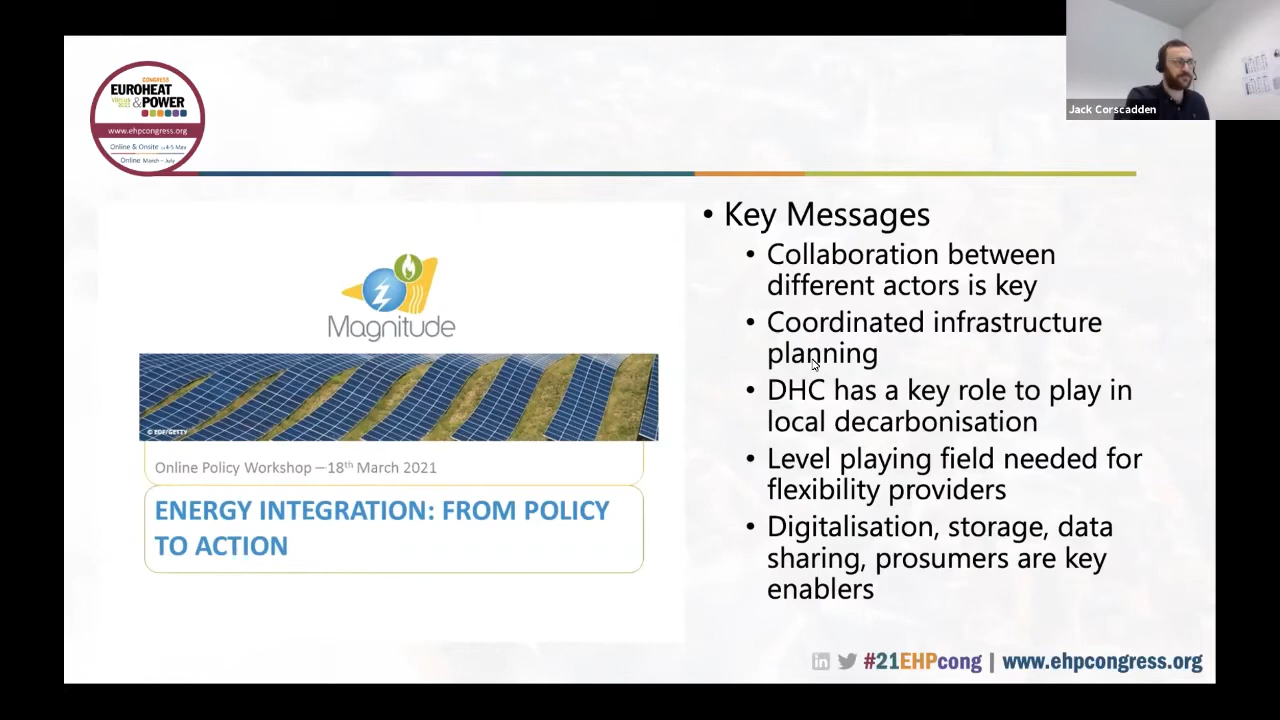 Jack Corscadden
CONGRESS
EUROHEAT
&POWER
www.ehpcongress.org
Online & Onsite 4-5 May
Online March - July
• Key Messages
• Collaboration between
different actors is key
• Coordinated infrastructure
planning
• DHC has a key role to play in
local decarbonisation
• Level playing field needed for
flexibility providers
• Digitalisation, storage, data
sharing, prosumers are key
enablers
Magnitude
© EDF/GETTY
Online Policy Workshop –18th March 2021
ENERGY INTEGRATION: FROM POLICY
TO ACTION
#21EHPcong | www.ehpcongress.org